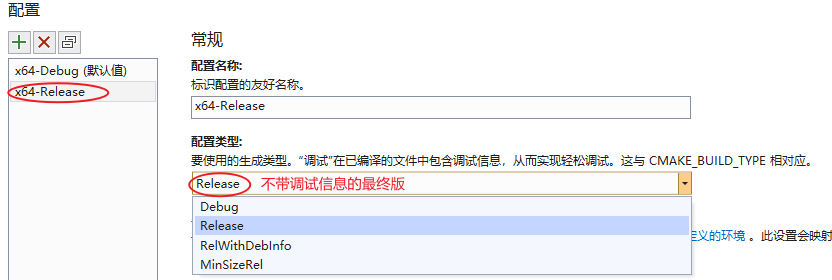 配置
常规
x64-Debug (默认值)
x64-Release
配置名称:
标识配置的友好名称。
x64-Release
配置类型:
要使用的生成类型。“调试”在已编译的文件中包含调试信息，从而实现轻松调试。这与 CMAKE_BUILD_TYPE 相对应。
Release 不带调试信息的最终版
Debug
Release
RelWithDebInfo
定义的环境 。此设置会映射
MinSizeRel